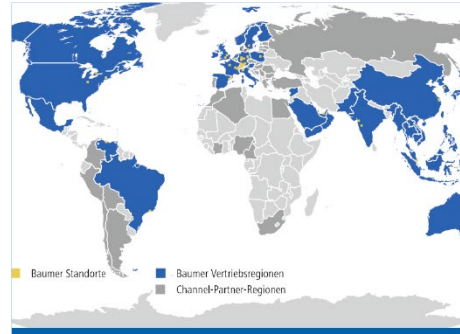 Baumer Standorte
Baumer Vertriebsregionen
Channel-Partner-Regionen